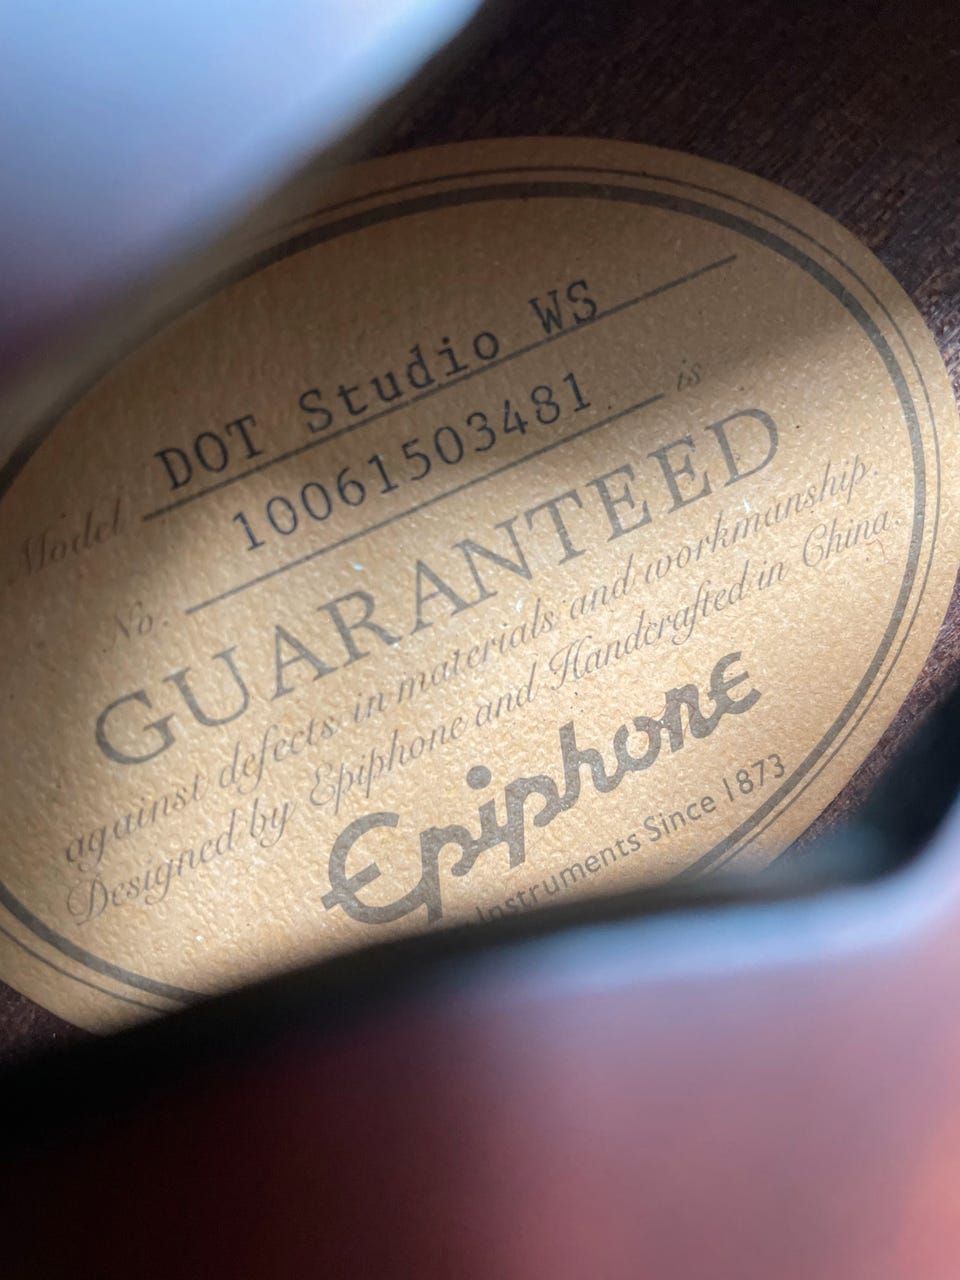 Model DOT Studio WS
No. 10061503481 is
GUARANTEED
against defects in materials and workmanship.
Designed by Epiphone and Handcrafted in China.
Epiphone
Instruments Since 1873